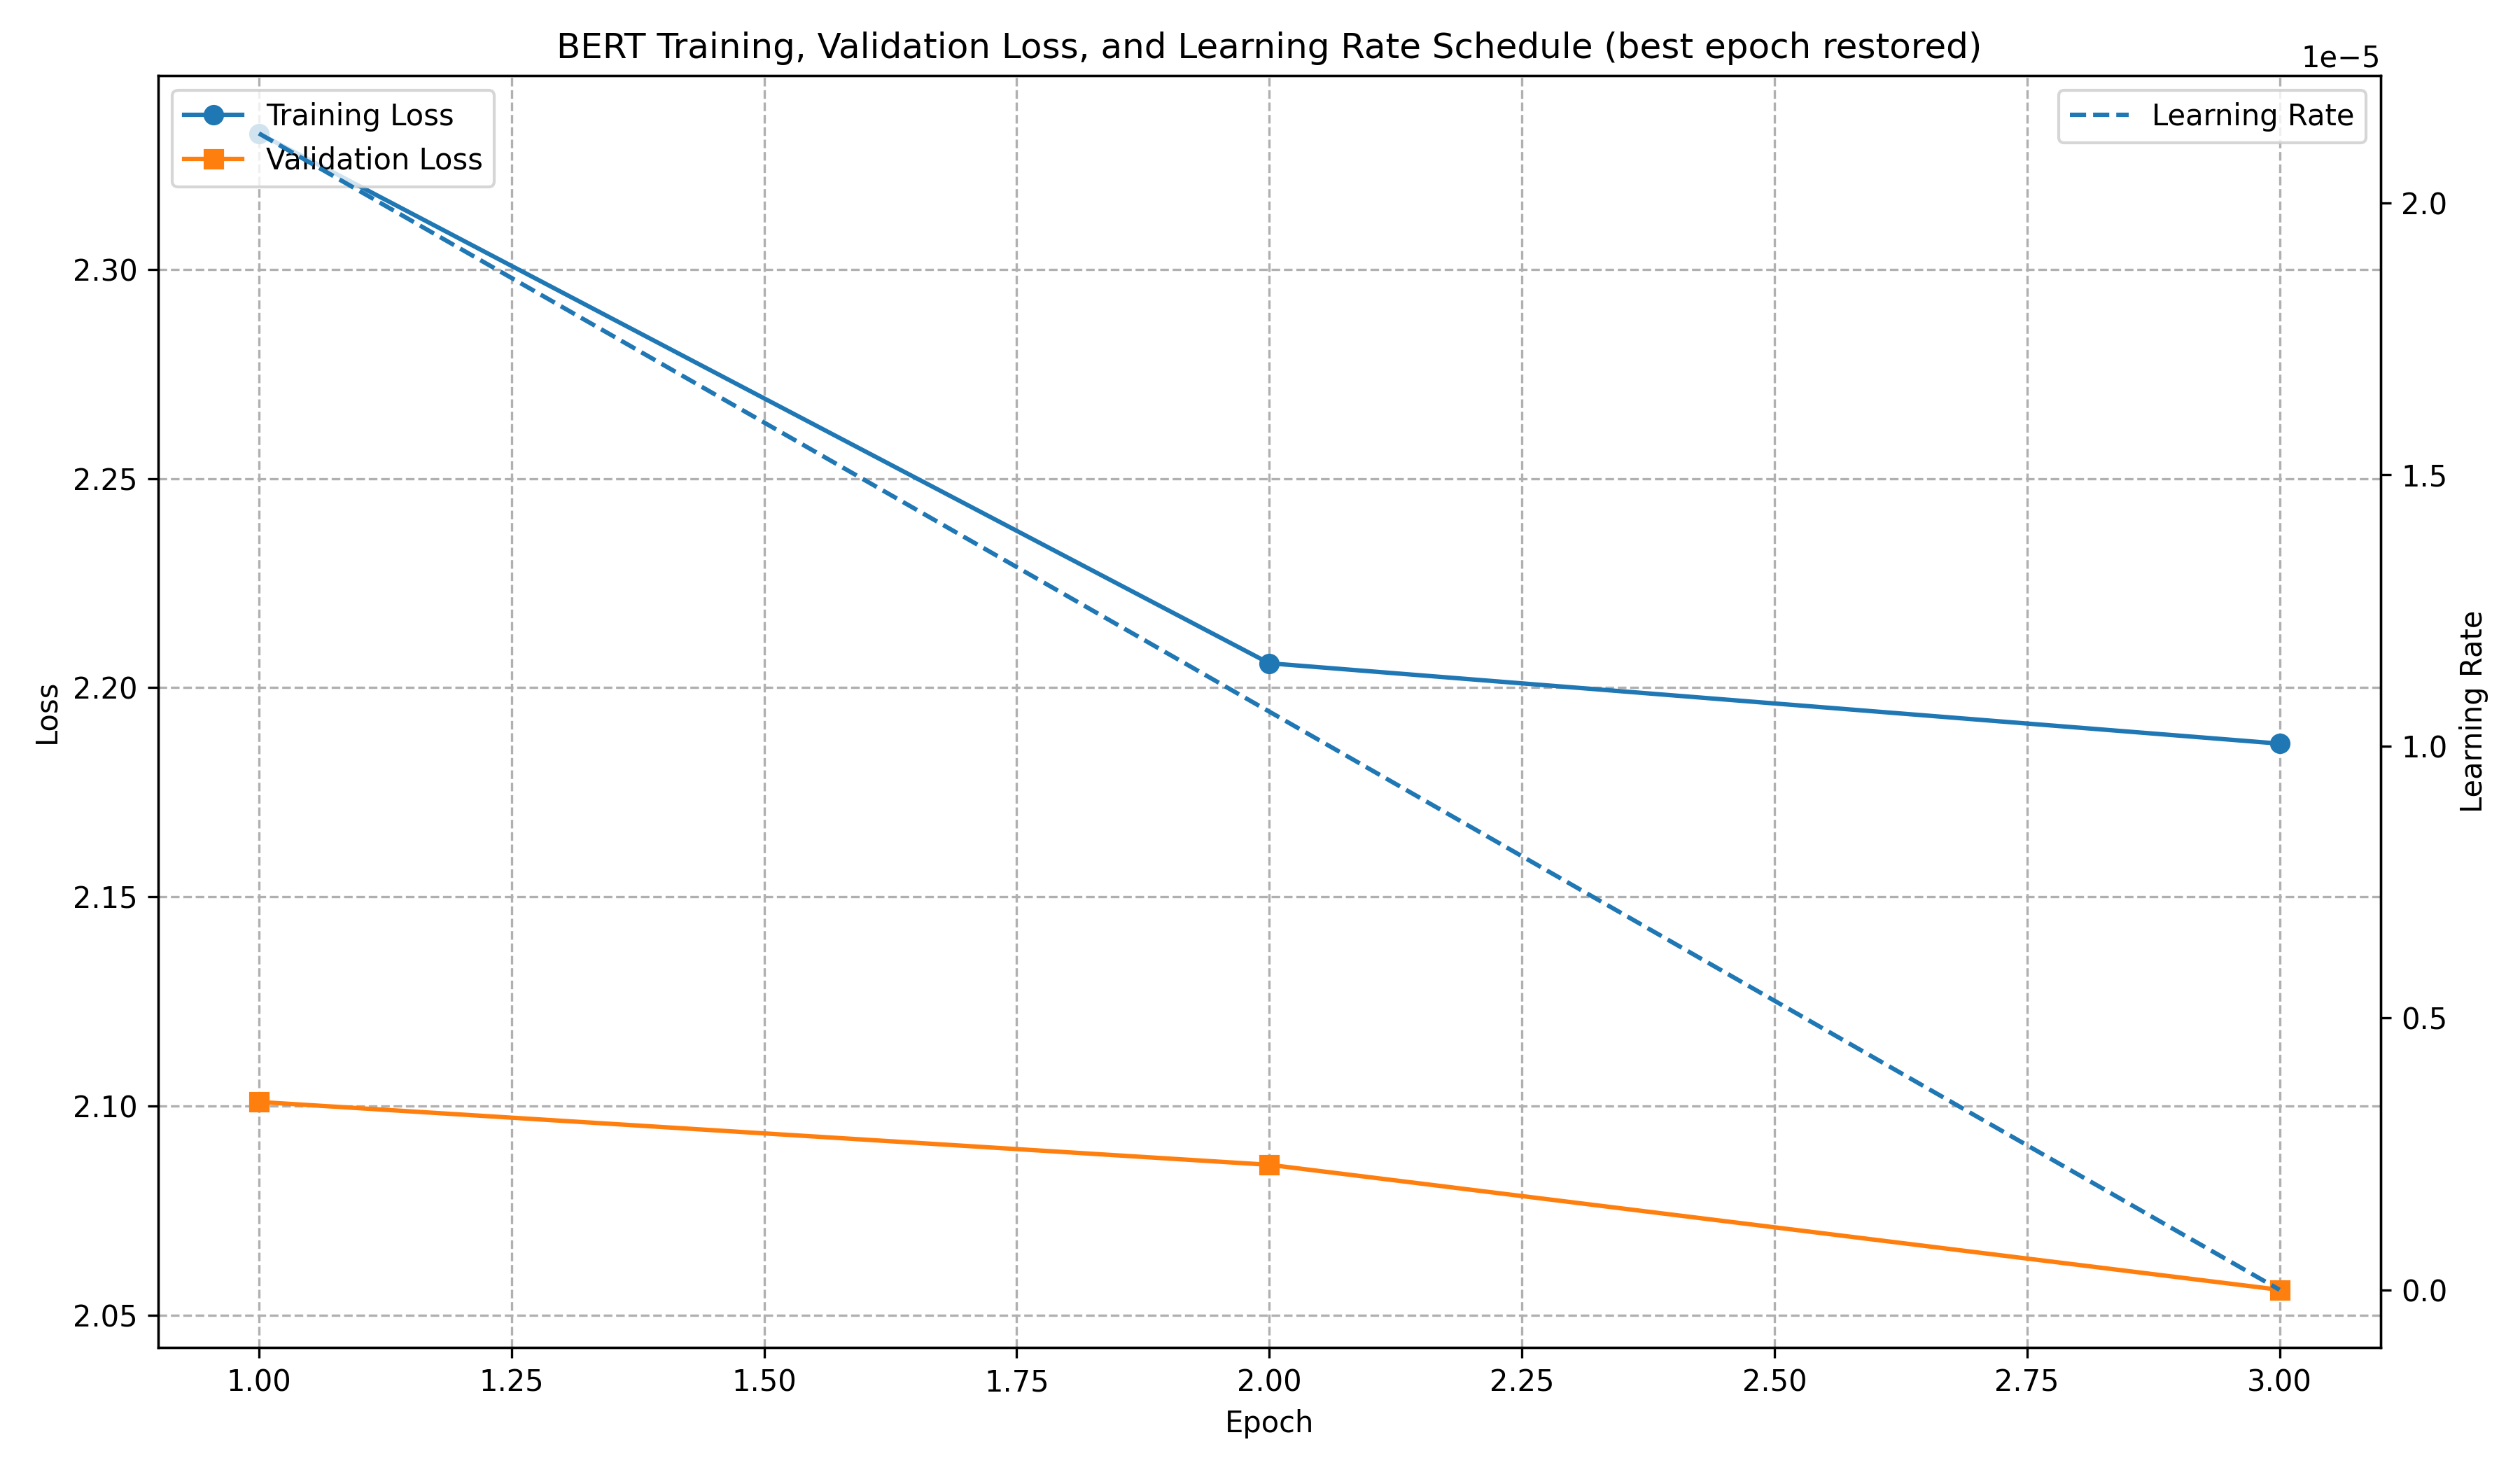 BERT Training, Validation Loss, and Learning Rate Schedule (best epoch restored)
1e−5
Training Loss
Validation Loss
Learning Rate
2.30
2.25
2.20
2.15
2.10
2.05
Loss
2.0
1.5
1.0
0.5
0.0
Learning Rate
1.00 1.25 1.50 1.75 2.00 2.25 2.50 2.75 3.00
Epoch